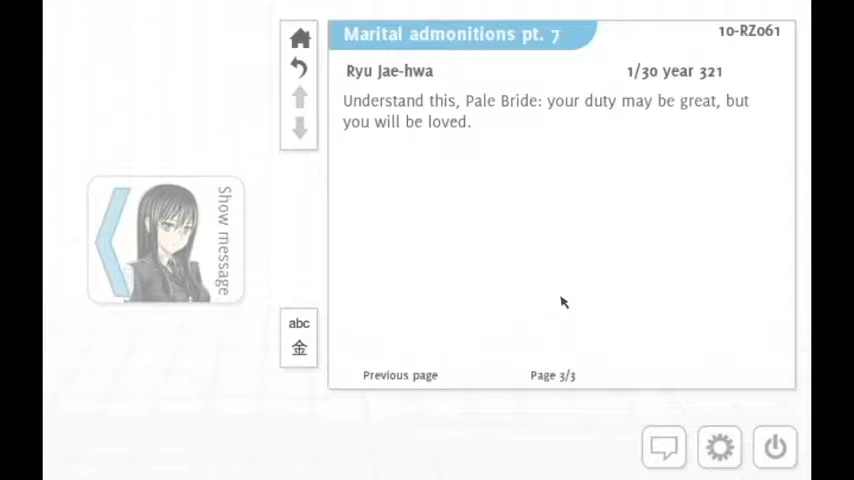 Marital admonitions pt. 7
10-RZ061
Ryu Jae-hwa
1/30 year 321
Understand this, Pale Bride: your duty may be great, but
you will be loved.
Show message
abc
金
Previous page
Page 3/3